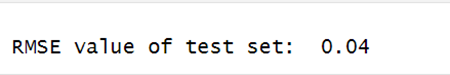 RMSE value of test set:  0.04